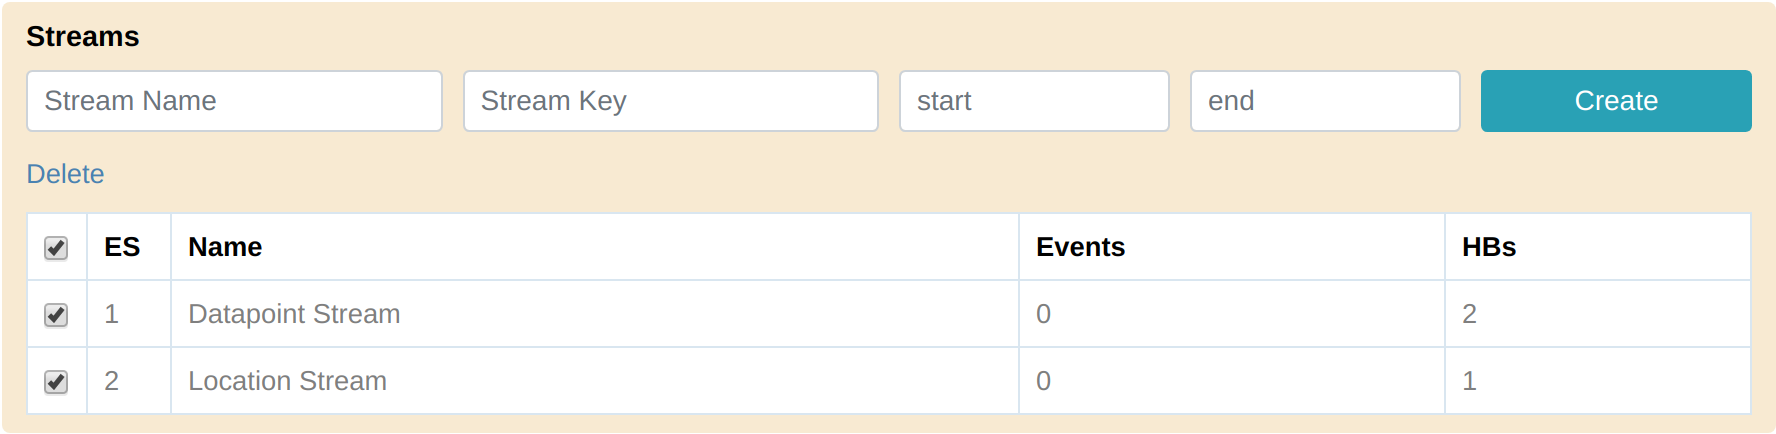 Streams
Stream Name Stream Key start end Create
Delete
ES Name Events HBs
1 Datapoint Stream 0 2
2 Location Stream 0 1